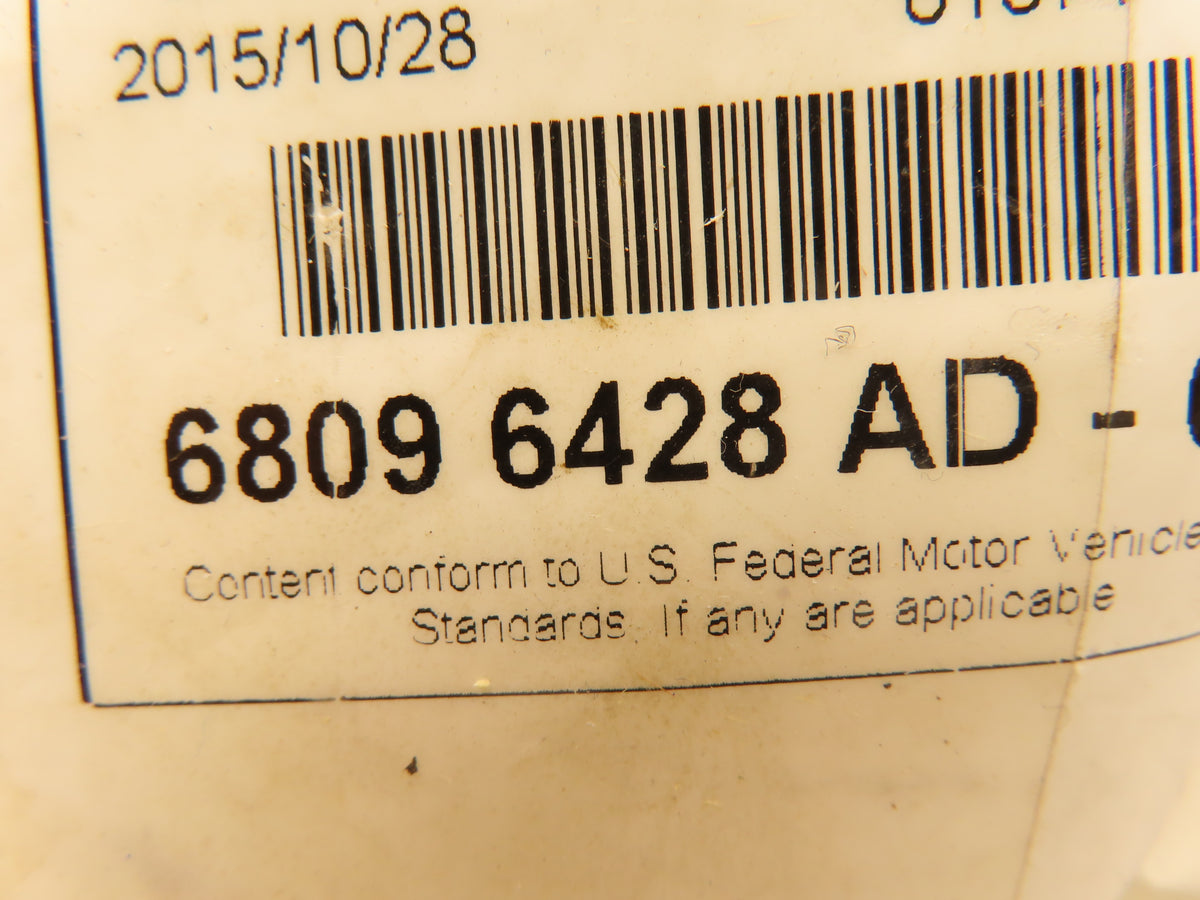 2015/10/28
6809 6428 AD -
Content conform to U.S. Federal Motor Vehicle
Standards. If any are applicable